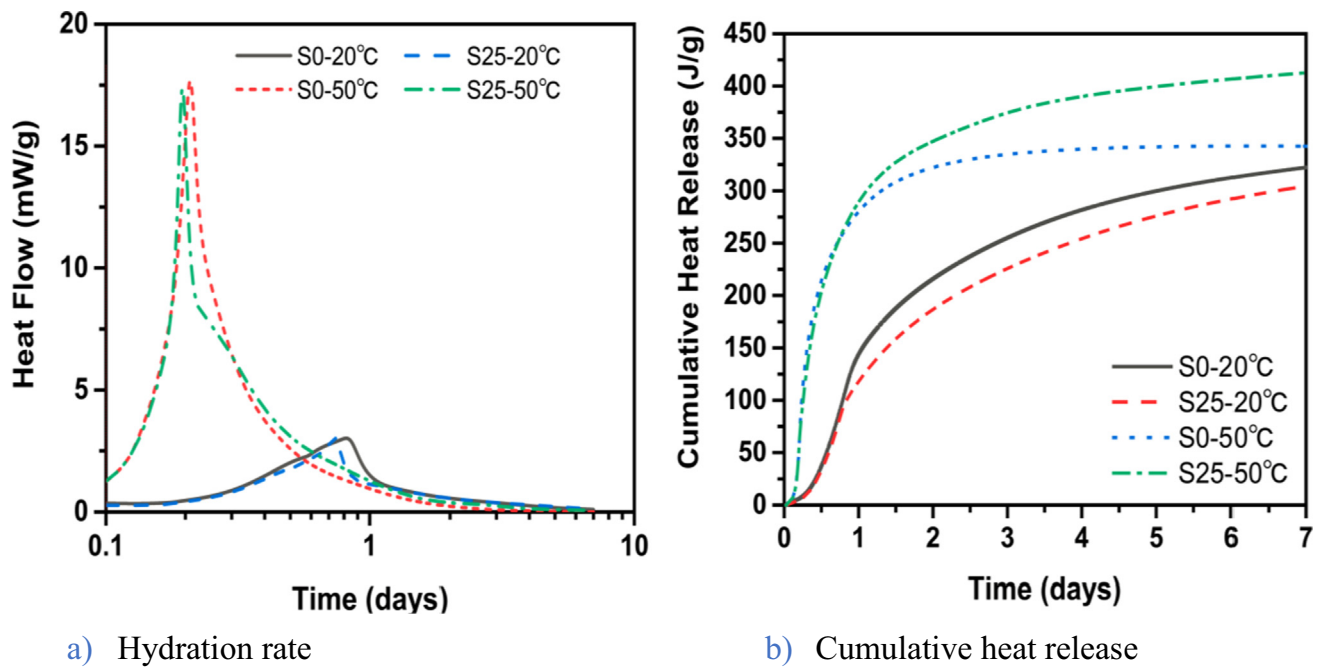 20
15
10
5
0
0.1
1
10
Heat Flow (mW/g)
Time (days)
S0-20℃
S25-20℃
S0-50℃
S25-50℃
a) Hydration rate
450
400
350
300
250
200
150
100
50
0
0
1
2
3
4
5
6
7
Cumulative Heat Release (J/g)
Time (days)
S0-20℃
S25-20℃
S0-50℃
S25-50℃
b) Cumulative heat release